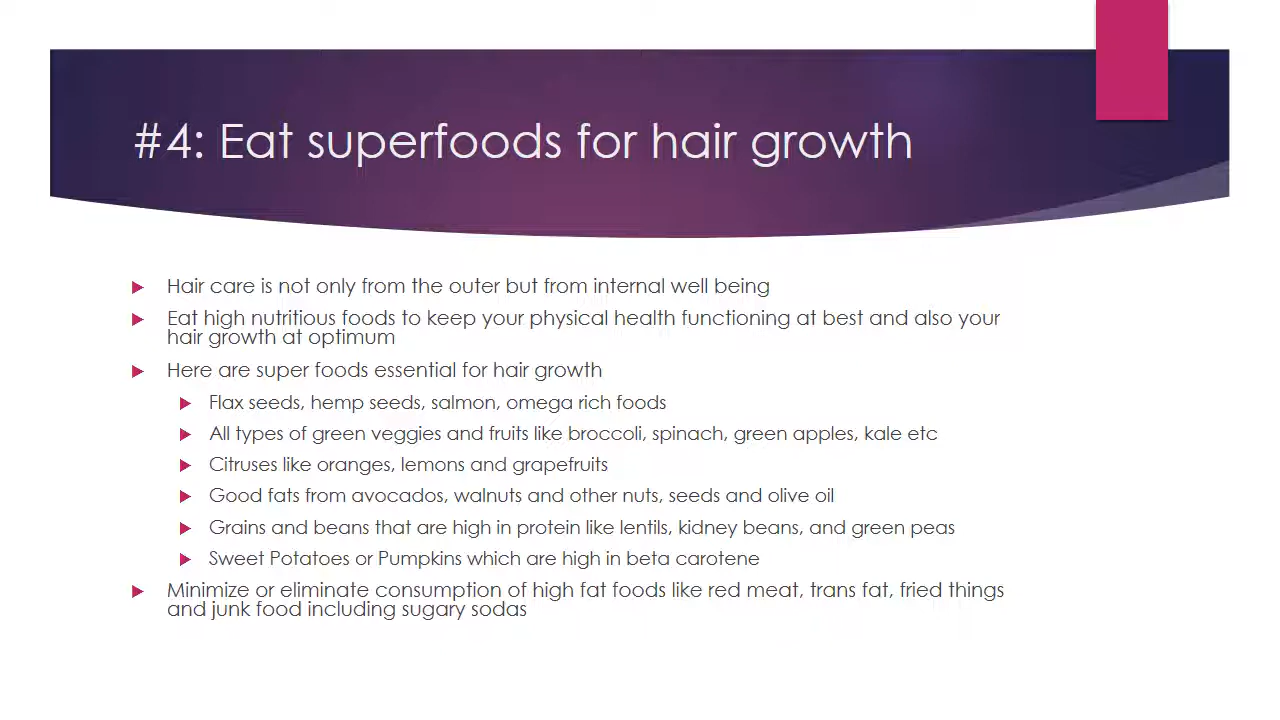 #4: Eat superfoods for hair growth
Hair care is not only from the outer but from internal well being
Eat high nutritious foods to keep your physical health functioning at best and also your
hair growth at optimum
Here are super foods essential for hair growth
Flax seeds, hemp seeds, salmon, omega rich foods
All types of green veggies and fruits like broccoli, spinach, green apples, kale etc
Citruses like oranges, lemons and grapefruits
Good fats from avocados, walnuts and other nuts, seeds and olive oil
Grains and beans that are high in protein like lentils, kidney beans, and green peas
Sweet Potatoes or Pumpkins which are high in beta carotene
Minimize or eliminate consumption of high fat foods like red meat, trans fat, fried things
and junk food including sugary sodas